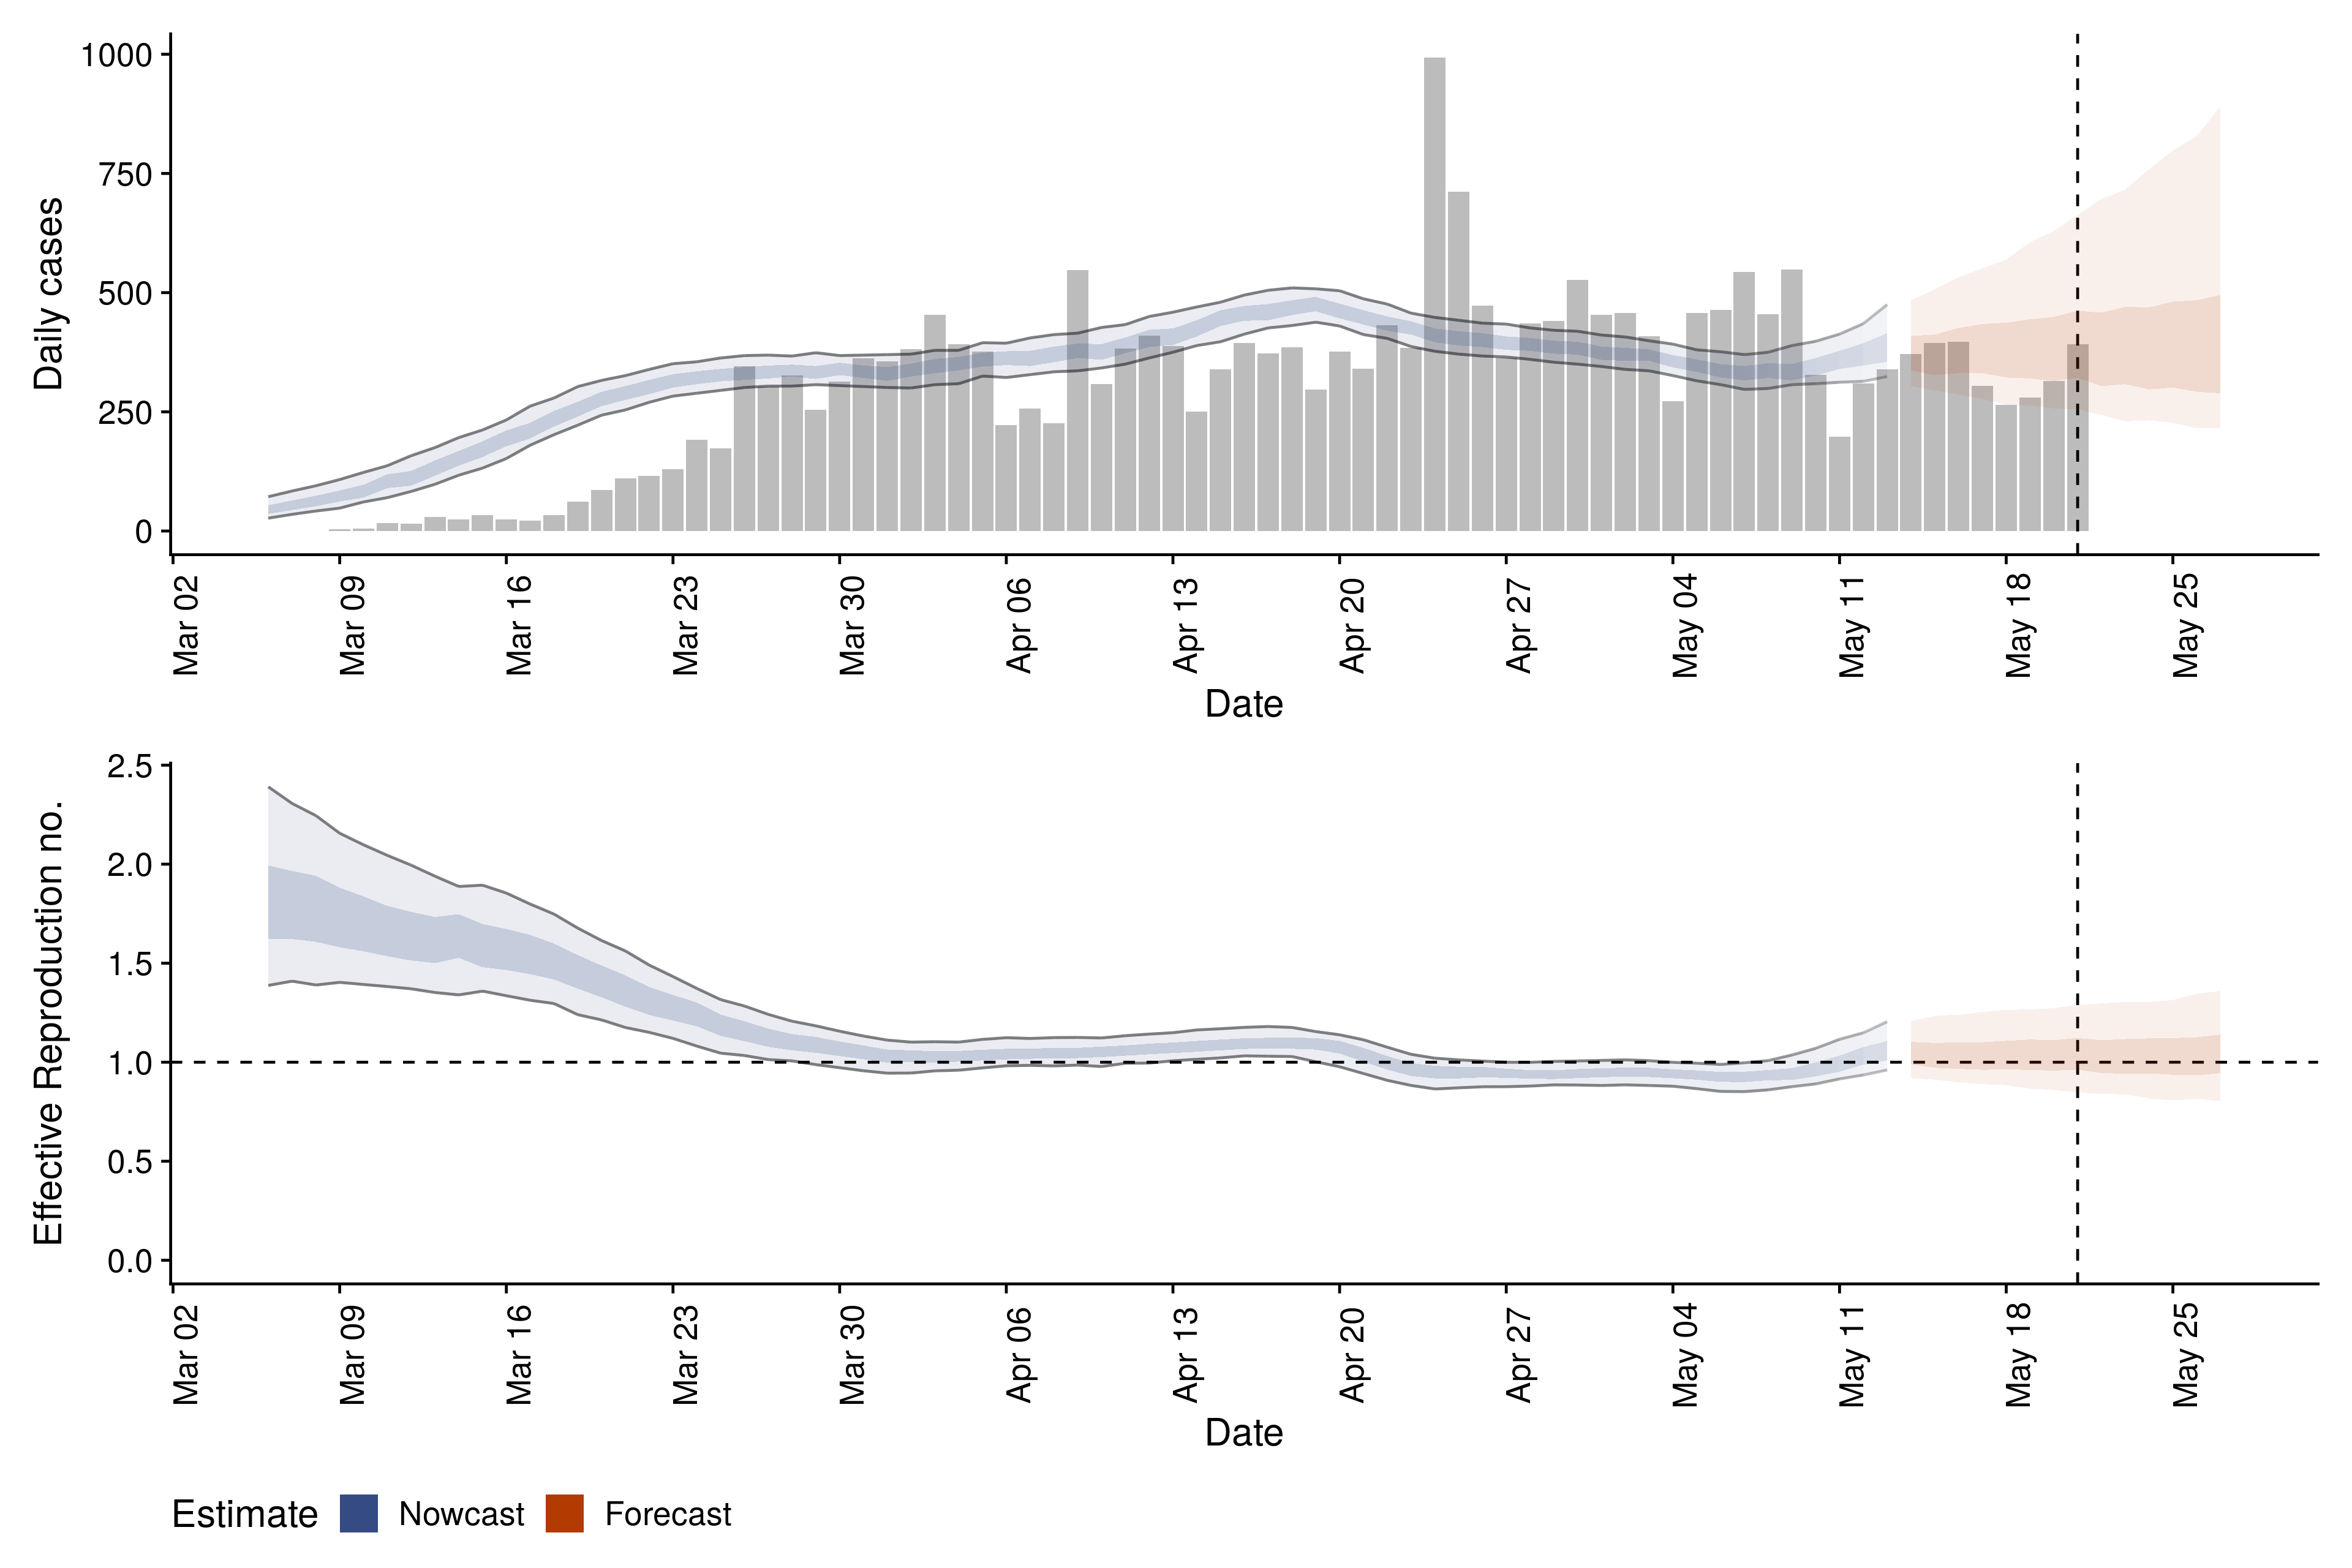 Daily cases
1000
750
500
250
0
Mar 02
Mar 09
Mar 16
Mar 23
Mar 30
Apr 06
Apr 13
Apr 20
Apr 27
May 04
May 11
May 18
May 25
Date
Effective Reproduction no.
2.5
2.0
1.5
1.0
0.5
0.0
Mar 02
Mar 09
Mar 16
Mar 23
Mar 30
Apr 06
Apr 13
Apr 20
Apr 27
May 04
May 11
May 18
May 25
Date
Estimate Nowcast Forecast